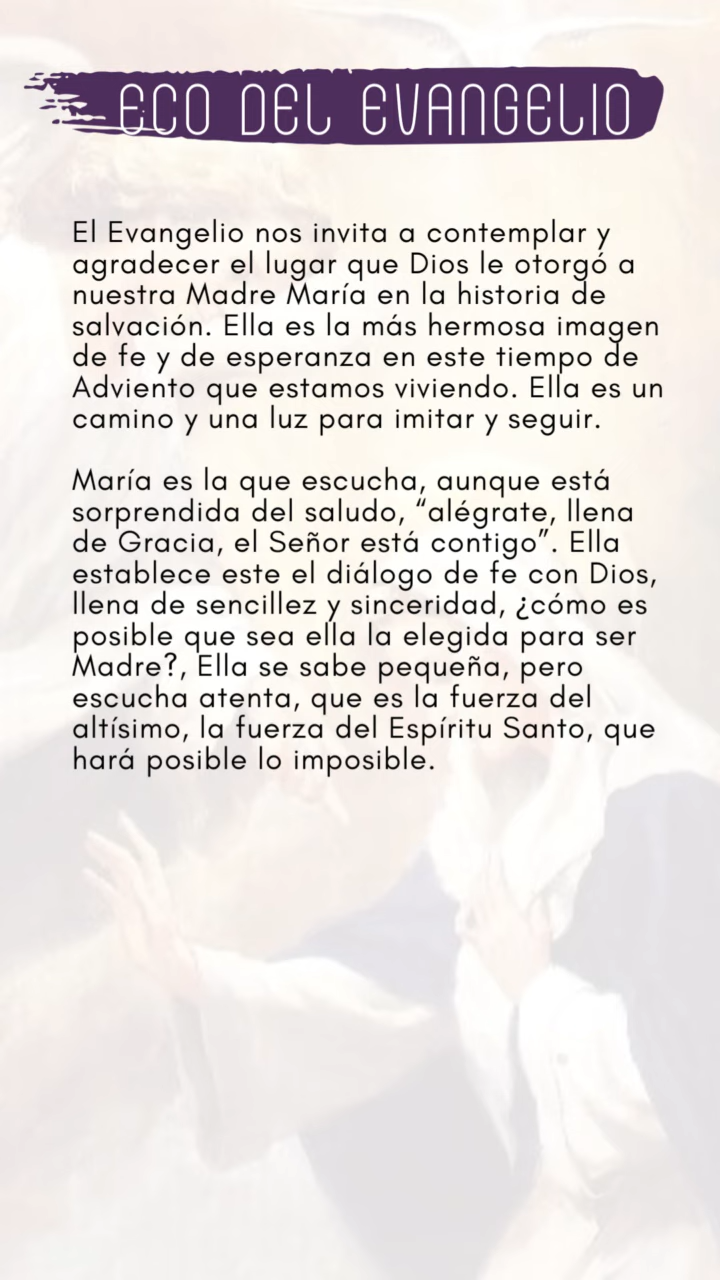 ECO DEL EVANGELIO
El Evangelio nos invita a contemplar y
agradecer el lugar que Dios le otorgó a
nuestra Madre María en la historia de
salvación. Ella es la más hermosa imagen
de fe y de esperanza en este tiempo de
Adviento que estamos viviendo. Ella es un
camino y una luz para imitar y seguir.
María es la que escucha, aunque está
sorprendida del saludo, “alégrate, llena
de Gracia, el Señor está contigo”. Ella
establece este el diálogo de fe con Dios,
llena de sencillez y sinceridad, ¿cómo es
posible que sea ella la elegida para ser
Madre?, Ella se sabe pequeña, pero
escucha atenta, que es la fuerza del
altísimo, la fuerza del Espíritu Santo, que
hará posible lo imposible.